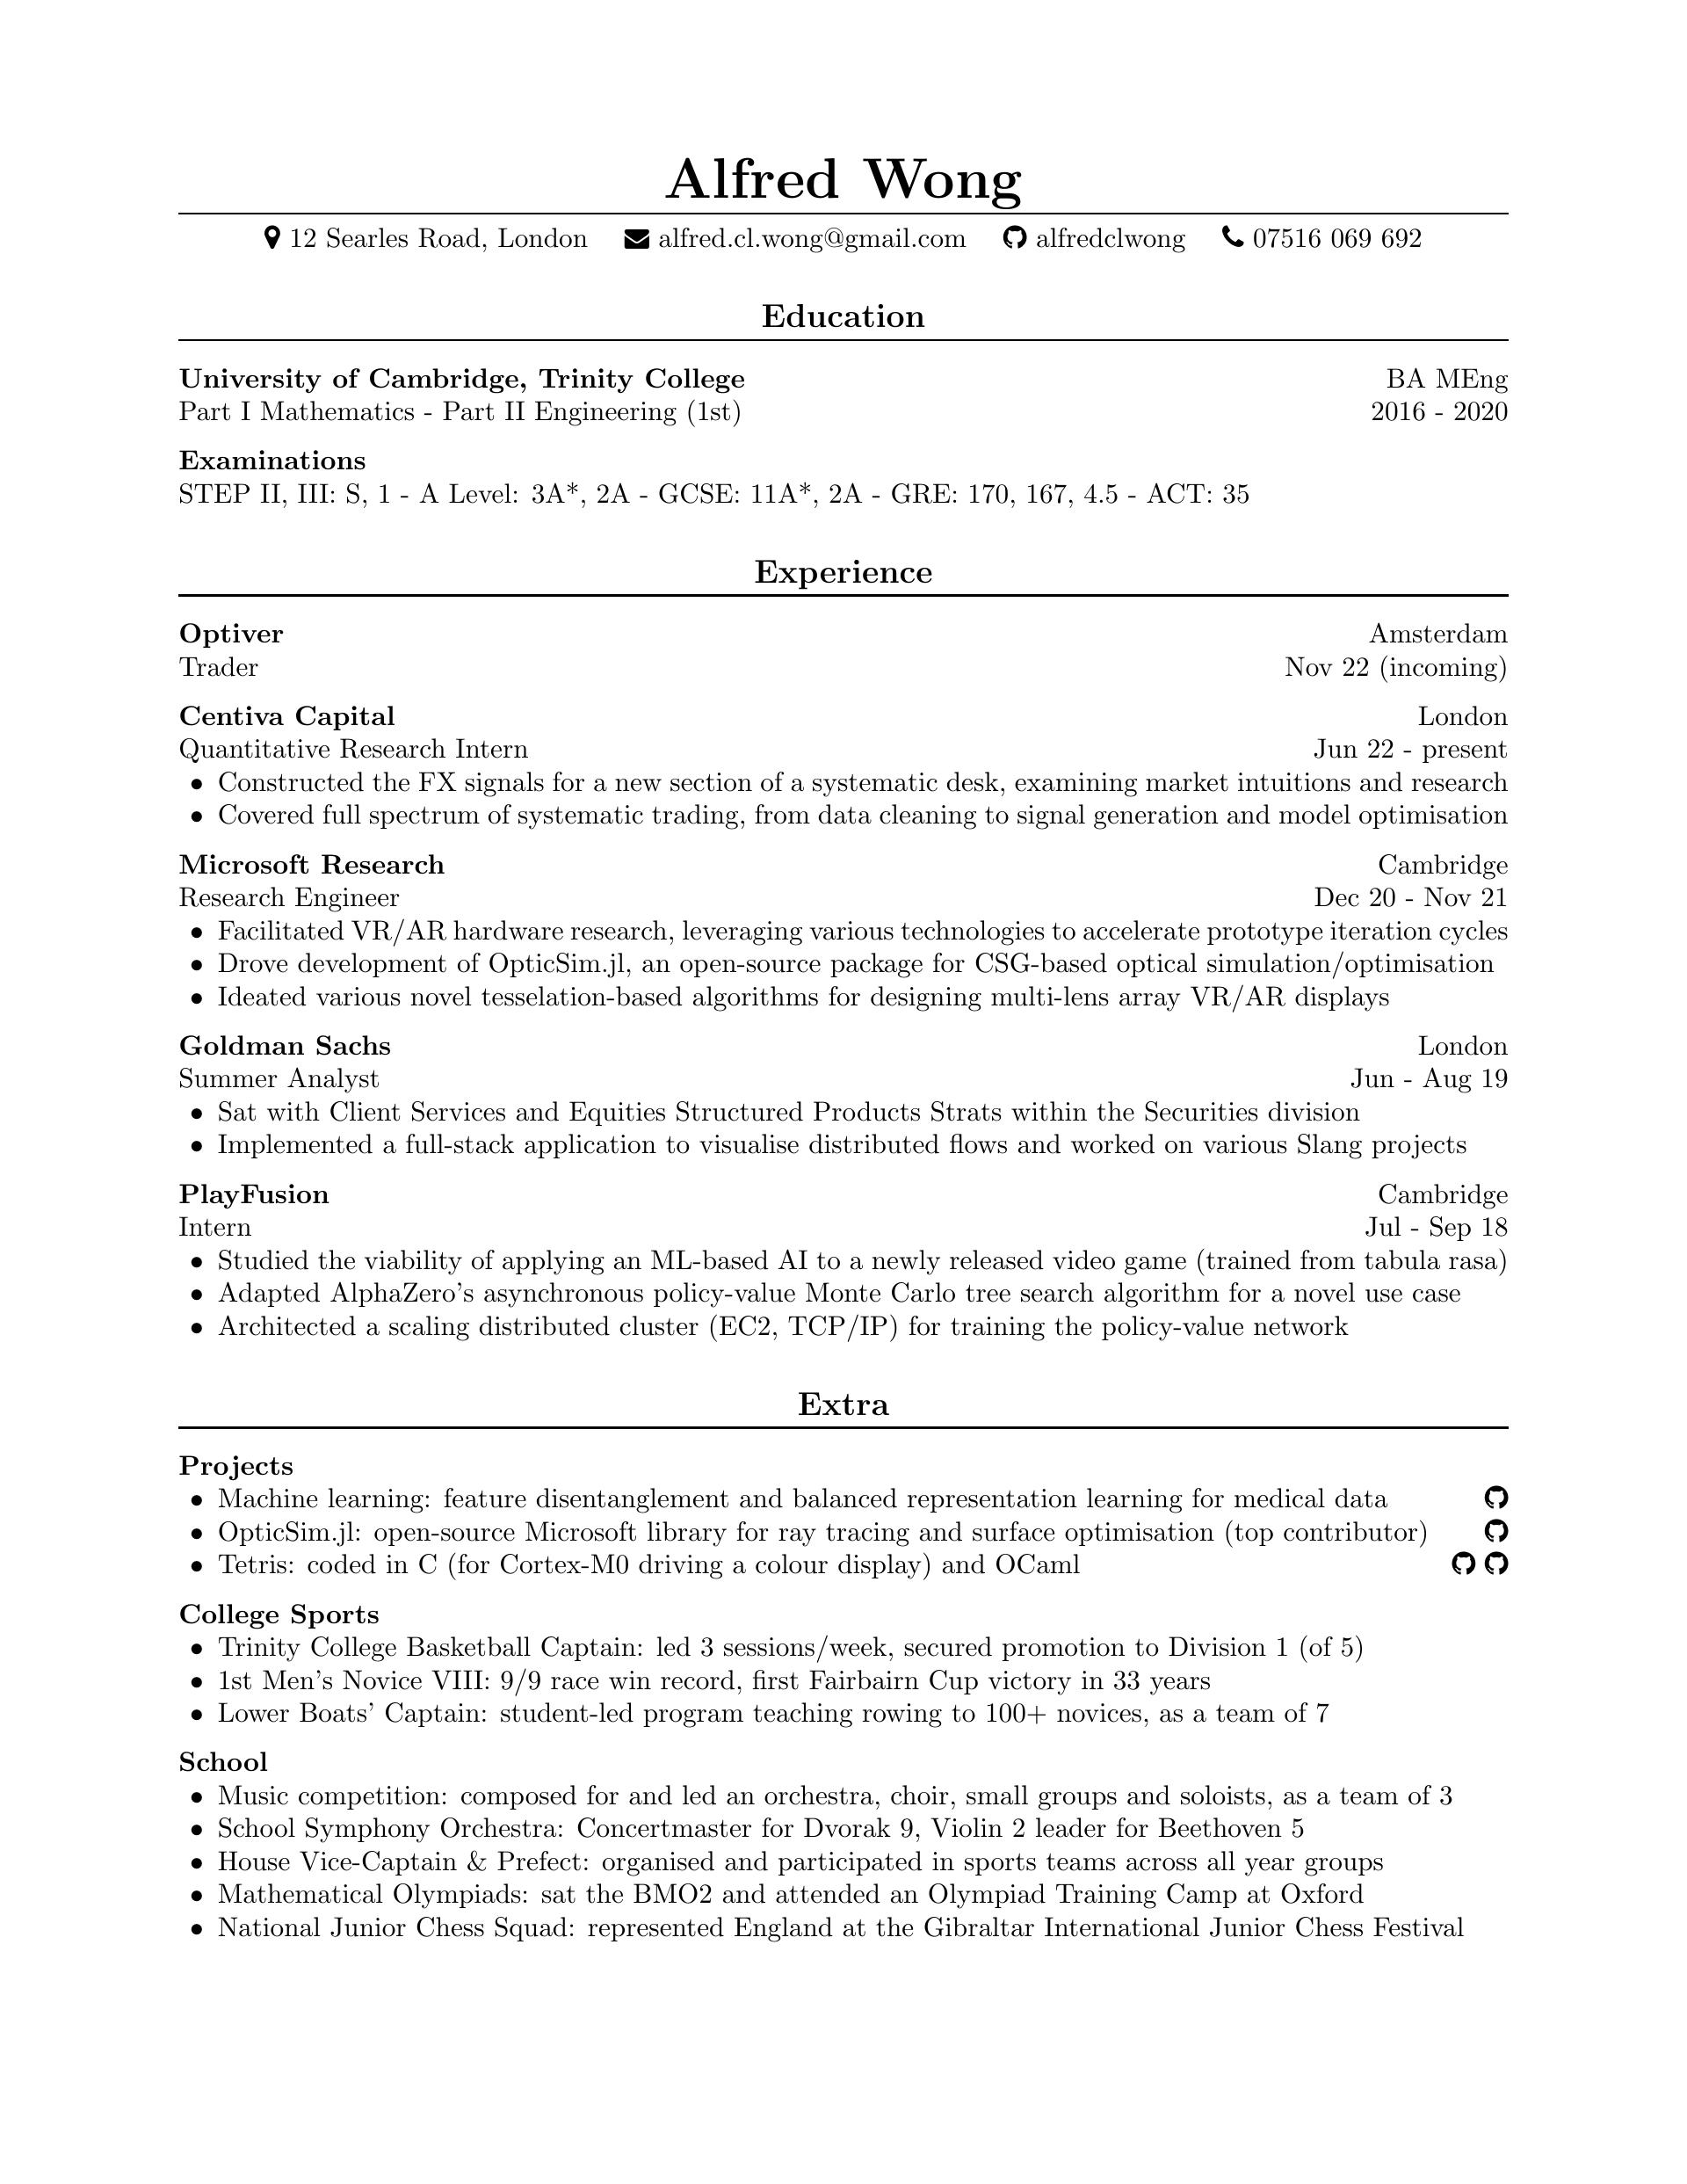 Alfred Wong
12 Searles Road, London alfred.cl.wong@gmail.com alfredclwong 07516 069 692
Education
University of Cambridge, Trinity College BA MEng
Part I Mathematics - Part II Engineering (1st) 2016 - 2020
Examinations
STEP II, III: S, 1 - A Level: 3A*, 2A - GCSE: 11A*, 2A - GRE: 170, 167, 4.5 - ACT: 35
Experience
Optiver Amsterdam
Trader Nov 22 (incoming)
Centiva Capital London
Quantitative Research Intern Jun 22 - present
• Constructed the FX signals for a new section of a systematic desk, examining market intuitions and research
• Covered full spectrum of systematic trading, from data cleaning to signal generation and model optimisation
Microsoft Research Cambridge
Research Engineer Dec 20 - Nov 21
• Facilitated VR/AR hardware research, leveraging various technologies to accelerate prototype iteration cycles
• Drove development of OpticSim.jl, an open-source package for CSG-based optical simulation/optimisation
• Ideated various novel tesselation-based algorithms for designing multi-lens array VR/AR displays
Goldman Sachs London
Summer Analyst Jun - Aug 19
• Sat with Client Services and Equities Structured Products Strats within the Securities division
• Implemented a full-stack application to visualise distributed flows and worked on various Slang projects
PlayFusion Cambridge
Intern Jul - Sep 18
• Studied the viability of applying an ML-based AI to a newly released video game (trained from tabula rasa)
• Adapted AlphaZero's asynchronous policy-value Monte Carlo tree search algorithm for a novel use case
• Architected a scaling distributed cluster (EC2, TCP/IP) for training the policy-value network
Extra
Projects
• Machine learning: feature disentanglement and balanced representation learning for medical data
• OpticSim.jl: open-source Microsoft library for ray tracing and surface optimisation (top contributor)
• Tetris: coded in C (for Cortex-M0 driving a colour display) and OCaml
College Sports
• Trinity College Basketball Captain: led 3 sessions/week, secured promotion to Division 1 (of 5)
• 1st Men's Novice VIII: 9/9 race win record, first Fairbairn Cup victory in 33 years
• Lower Boats' Captain: student-led program teaching rowing to 100+ novices, as a team of 7
School
• Music competition: composed for and led an orchestra, choir, small groups and soloists, as a team of 3
• School Symphony Orchestra: Concertmaster for Dvorak 9, Violin 2 leader for Beethoven 5
• House Vice-Captain & Prefect: organised and participated in sports teams across all year groups
• Mathematical Olympiads: sat the BMO2 and attended an Olympiad Training Camp at Oxford
• National Junior Chess Squad: represented England at the Gibraltar International Junior Chess Festival